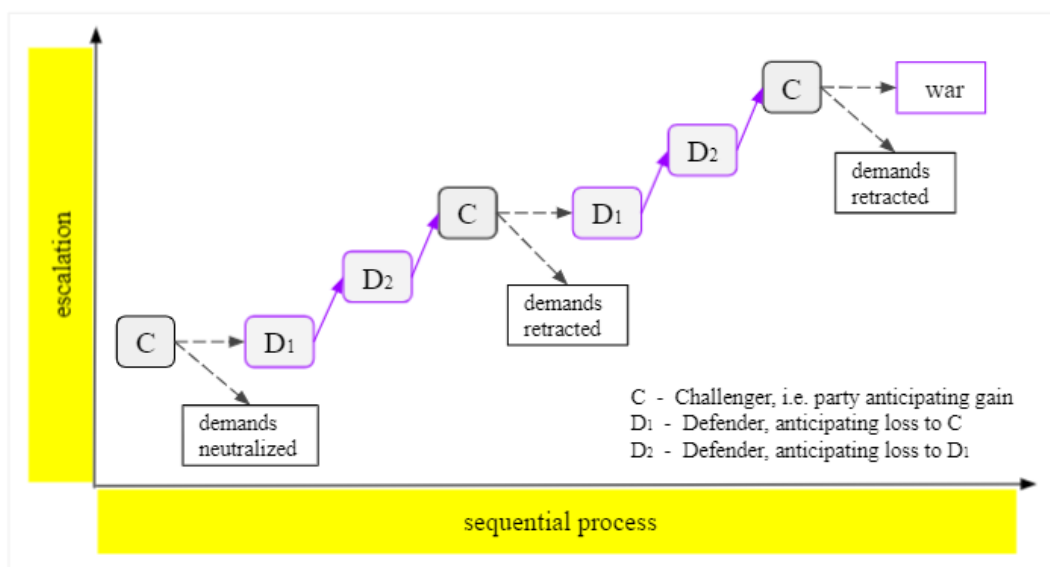 C
war
D₂
demands
retracted
C
D₁
escalation
D₂
demands
retracted
C
D₁
demands
neutralized
C - Challenger, i.e. party anticipating gain
D₁ - Defender, anticipating loss to C
D₂ - Defender, anticipating loss to D₁
sequential process